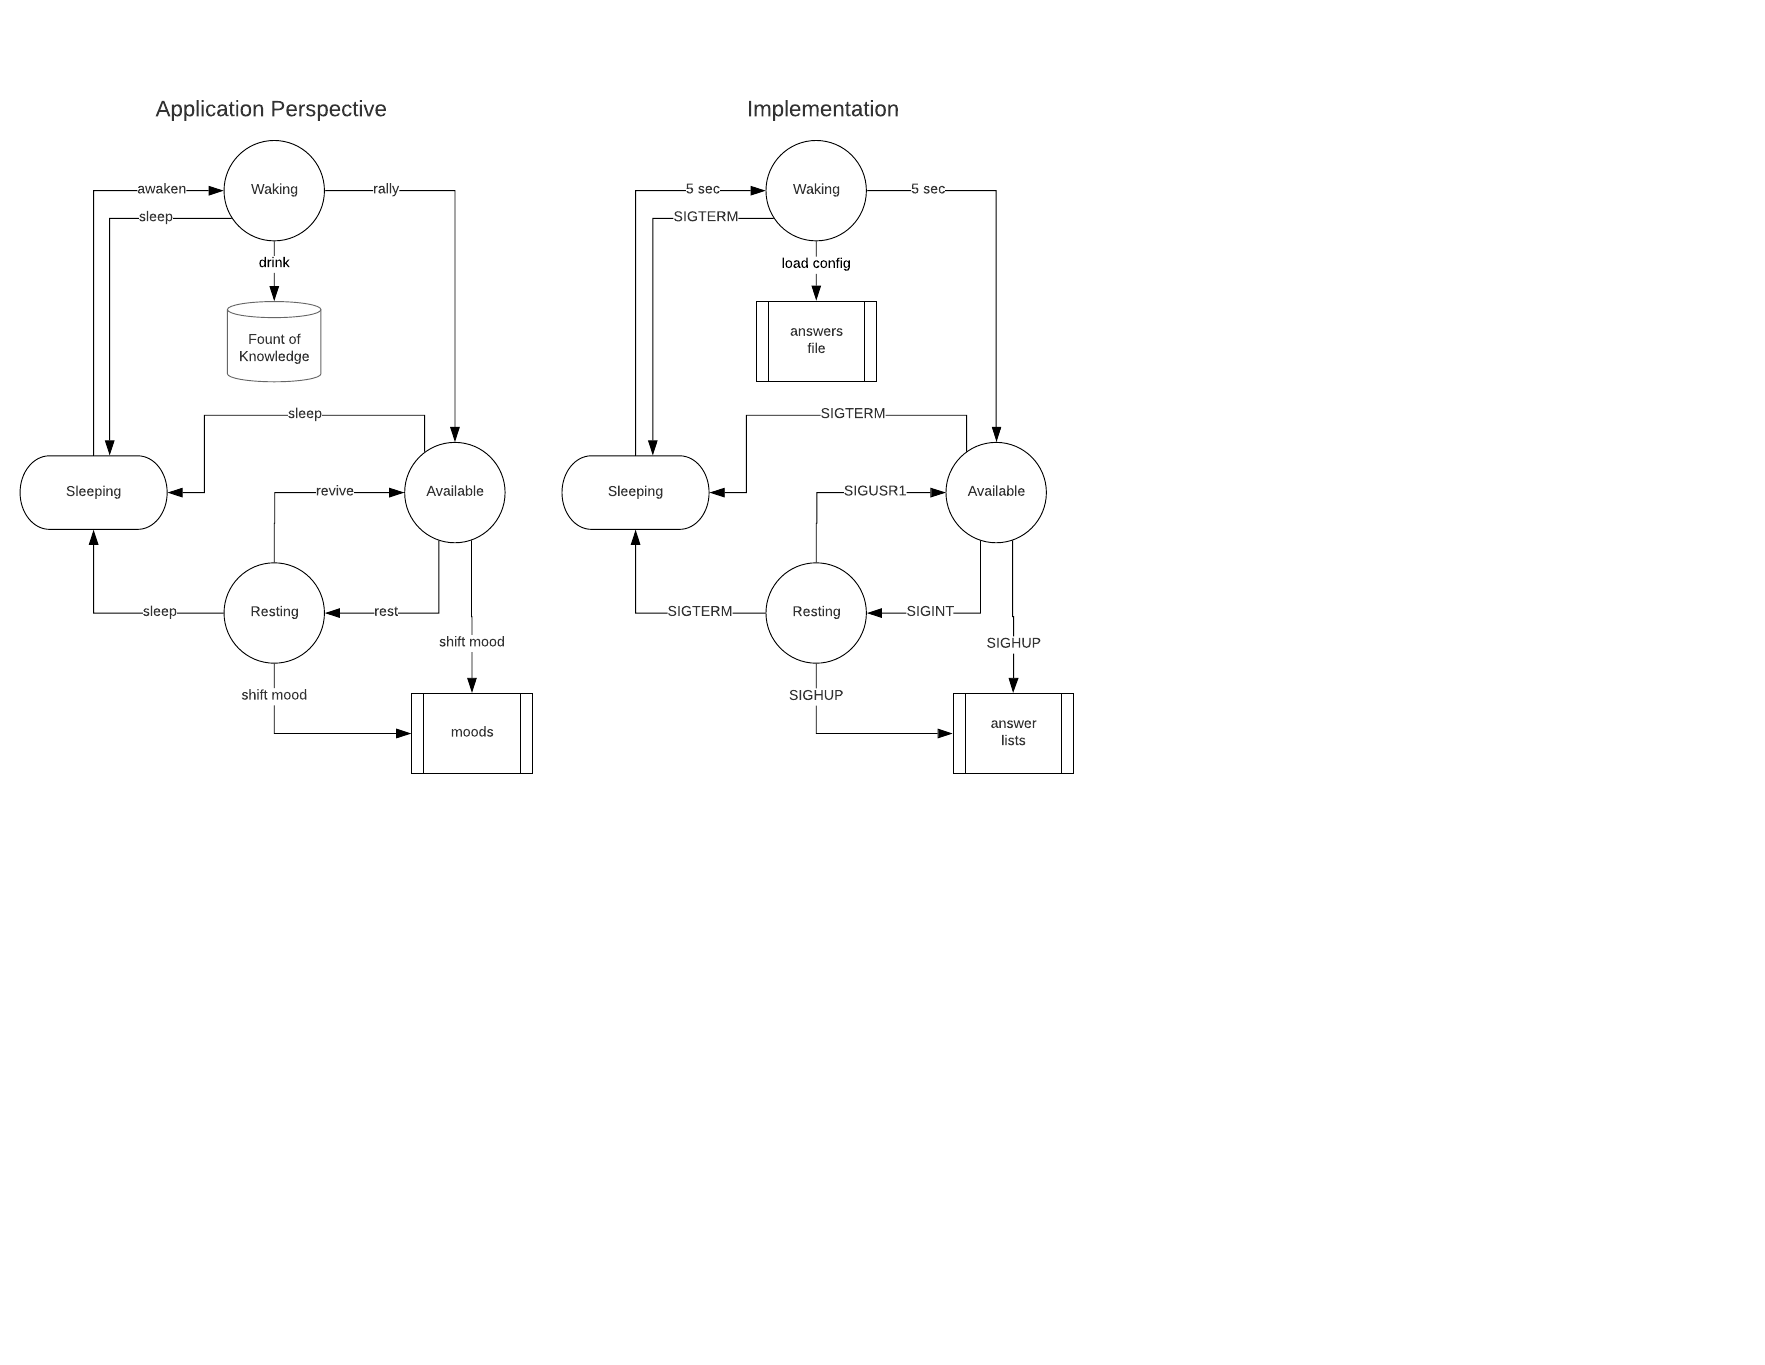 Application Perspective
Waking
awaken
rally
sleep
drink
Fount of
Knowledge
sleep
Sleeping
revive
Available
Resting
sleep
rest
shift mood
shift mood
moods
Implementation
Waking
5 sec
5 sec
SIGTERM
load config
answers
file
SIGTERM
Sleeping
SIGUSR1
Available
Resting
SIGTERM
SIGINT
SIGHUP
SIGHUP
answer
lists